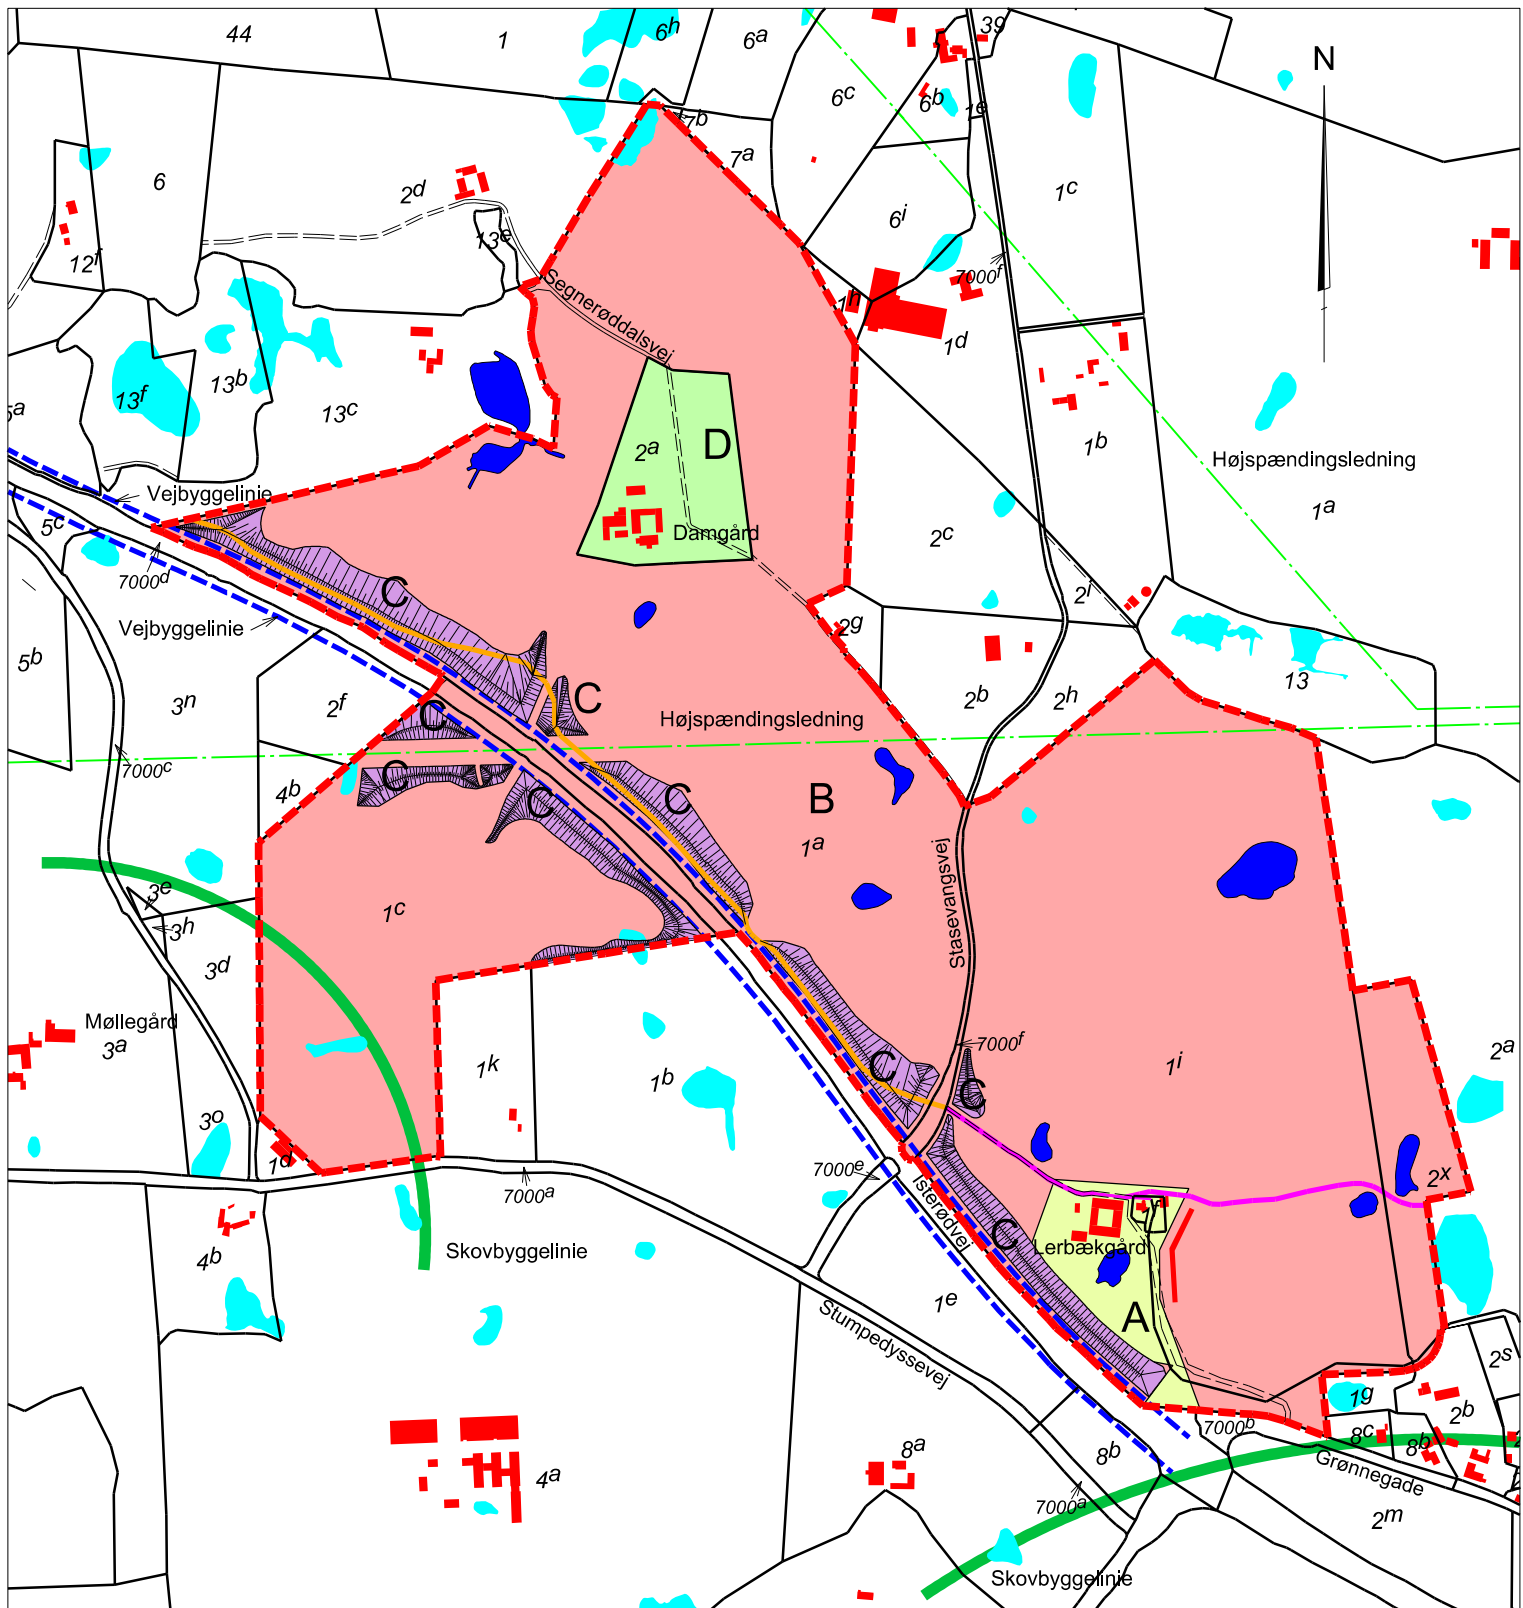 44
1
6h
6a
39
N
6c
6b
1e
7b
7a
6
2d
1c
12f
13e
6i
7000f
Segnerøddalsvej
1h
1d
13f
13b
13c
5a
1b
2a
D
Højspændingsledning
1a
Vejbyggelinie
5c
Damgård
2c
7000d
C
2i
Vejbyggelinie
2g
5b
3n
2f
C
C
Højspændingsledning
2b
2h
13
7000c
4b
C
C
C
B
1a
3e
1c
Stasevangsvej
3h
3d
Møllegård
3a
7000f
1k
1b
C
C
1i
2a
3o
1d
7000a
7000e
2x
Isterødvej
C
1f
Lerbækgård
4b
Skovbyggelinie
1e
A
Stumpedyssevej
2s
1g
2b
7000b
8c
8b
8a
8b
Grønnegade
4a
7000a
2m
Skovbyggelinie